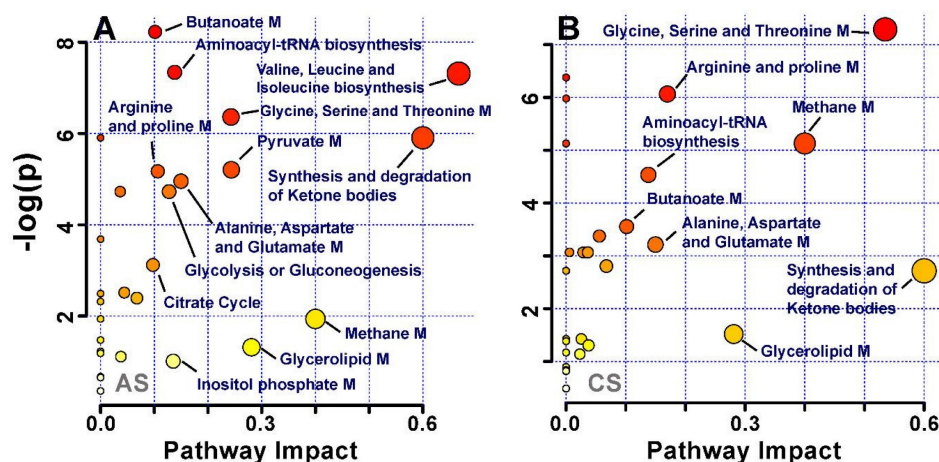 A
Butanoate M
Aminoacyl-tRNA biosynthesis
Valine, Leucine and
Isoleucine biosynthesis
Arginine
and proline M
Glycine, Serine and Threonine M
Pyruvate M
Synthesis and degradation
of Ketone bodies
Alanine, Aspartate
and Glutamate M
Glycolysis or Gluconeogenesis
Citrate Cycle
Methane M
Glycerolipid M
Inositol phosphate M
AS
8
6
4
2
-log(p)
0.0
0.3
0.6
Pathway Impact
B
Glycine, Serine and Threonine M
Arginine and proline M
Methane M
Aminoacyl-tRNA
biosynthesis
Butanoate M
Alanine, Aspartate
and Glutamate M
Synthesis and
degradation of
Ketone bodies
Glycerolipid M
CS
6
4
2
0.0
0.3
0.6
Pathway Impact